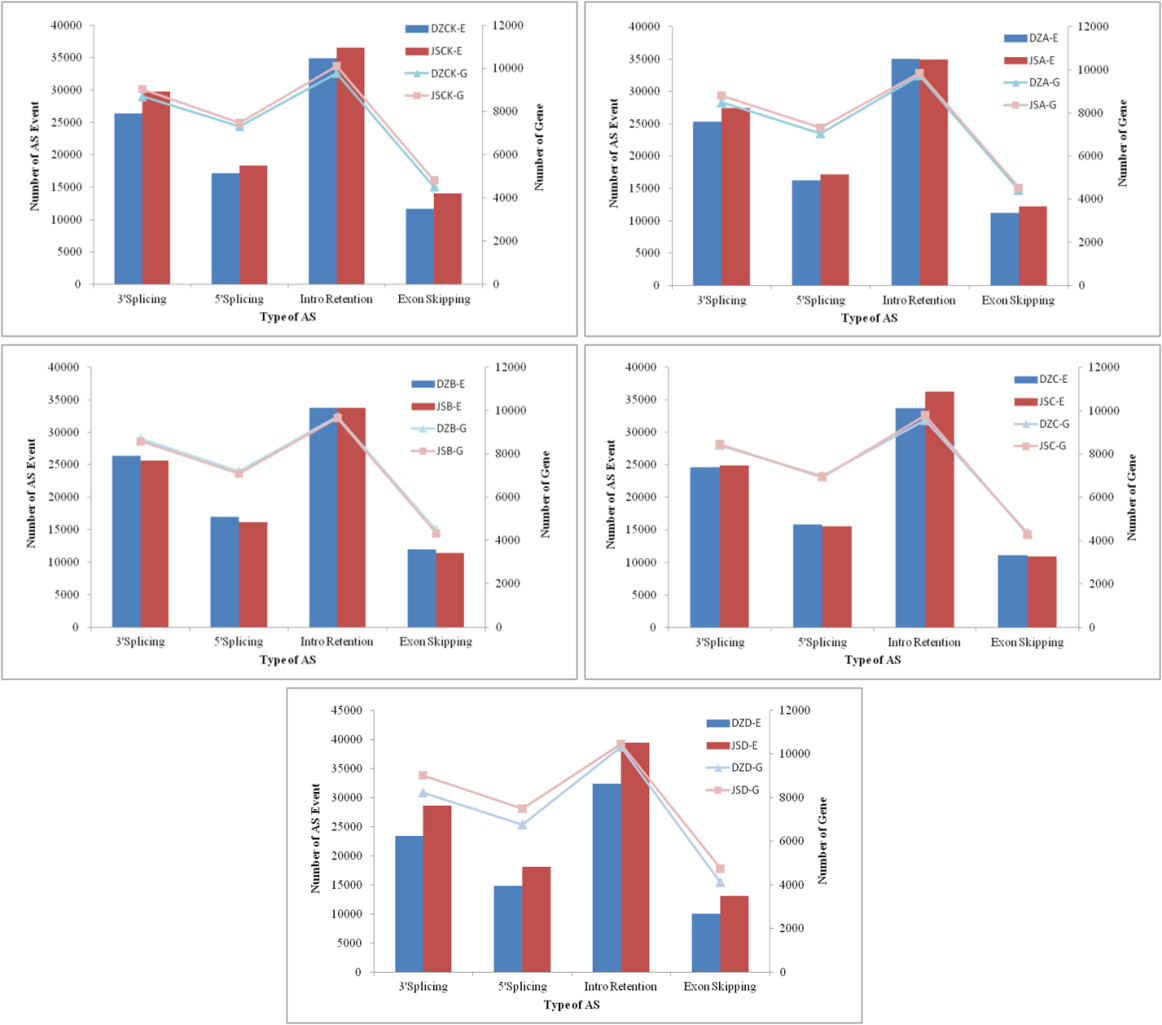 40000
35000
30000
25000
20000
15000
10000
5000
0
Number of AS Event
12000
10000
8000
6000
4000
2000
0
Number of Gene
DZCK-E
JSCK-E
DZCK-G
JSCK-G
3'Splicing 5'Splicing Intro Retention Exon Skipping
Type of AS
40000
35000
30000
25000
20000
15000
10000
5000
0
Number of AS Event
12000
10000
8000
6000
4000
2000
0
Number of Gene
DZA-E
JSA-E
DZA-G
JSA-G
3'Splicing 5'Splicing Intro Retention Exon Skipping
Type of AS
40000
35000
30000
25000
20000
15000
10000
5000
0
Number of AS Event
12000
10000
8000
6000
4000
2000
0
Number of Gene
DZB-E
JSB-E
DZB-G
JSB-G
3'Splicing 5'Splicing Intro Retention Exon Skipping
Type of AS
40000
35000
30000
25000
20000
15000
10000
5000
0
Number of AS Event
12000
10000
8000
6000
4000
2000
0
Number of Gene
DZC-E
JSC-E
DZC-G
JSC-G
3'Splicing 5'Splicing Intro Retention Exon Skipping
Type of AS
45000
40000
35000
30000
25000
20000
15000
10000
5000
0
Number of AS Event
12000
10000
8000
6000
4000
2000
0
Number of Gene
DZD-E
JSD-E
DZD-G
JSD-G
3'Splicing 5'Splicing Intro Retention Exon Skipping
Type of AS